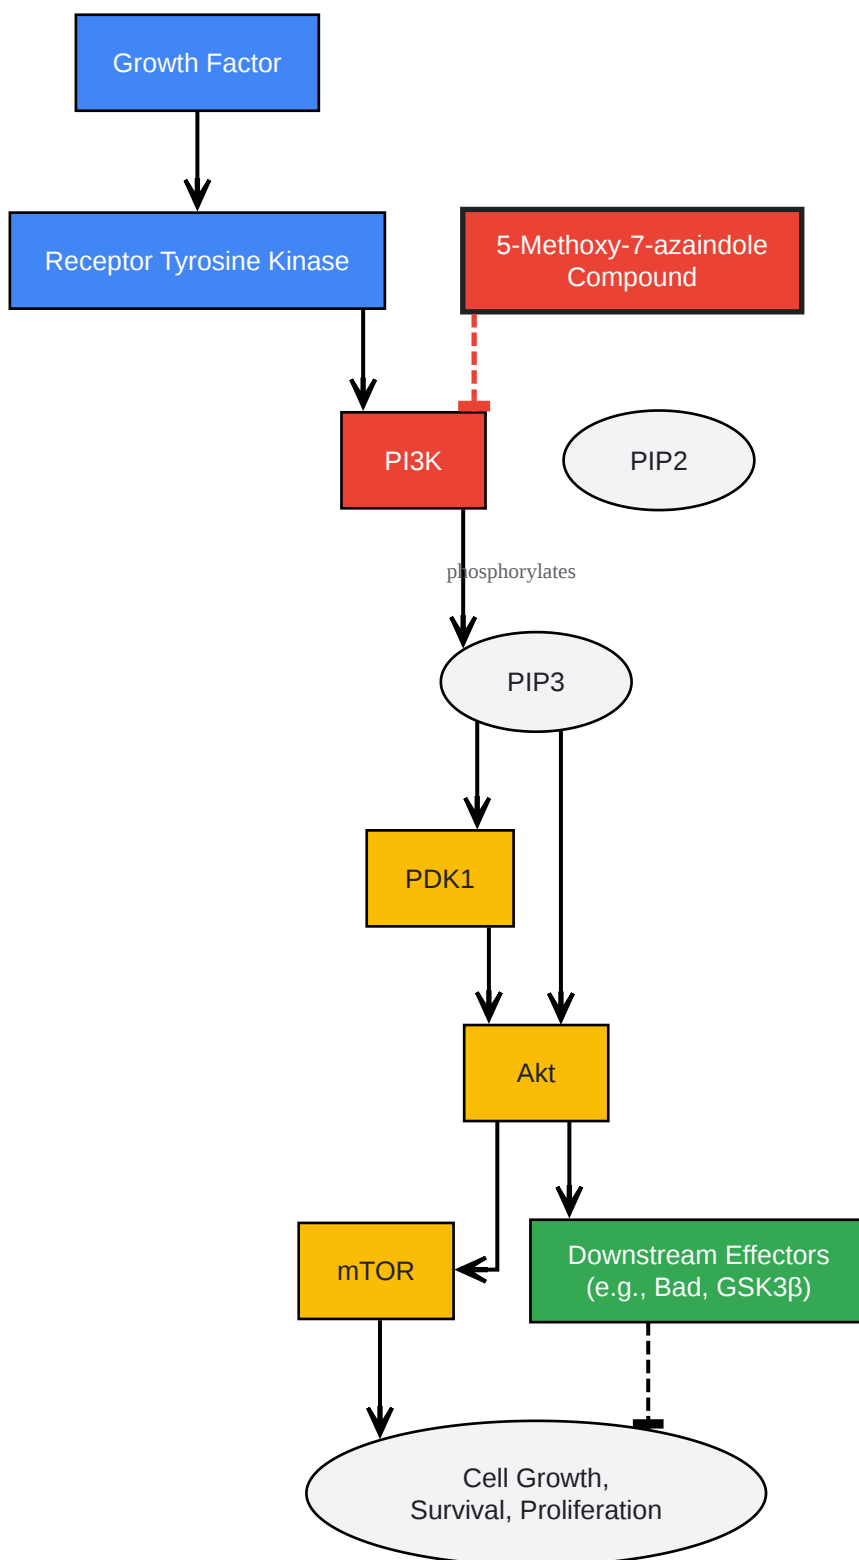 Growth Factor
Receptor Tyrosine Kinase
5-Methoxy-7-azaindole
Compound
PI3K
PIP2
phosphorylates
PIP3
PDK1
Akt
mTOR
Downstream Effectors
(e.g., Bad, GSK3β)
Cell Growth,
Survival, Proliferation